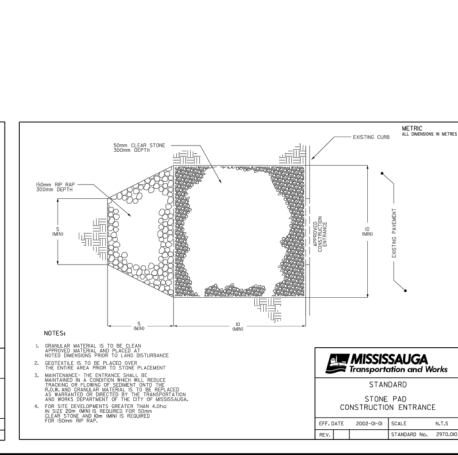 METRIC
ALL DIMENSIONS IN METRES
EXISTING CURB
50mm CLEAR STONE
300mm DEPTH
150mm RIP RAP
300mm DEPTH
5
(MIN)
APPROVED
CONSTRUCTION
ENTRANCE
10
(MIN)
EXISTING PAVEMENT
5
(MIN)
10
(MIN)
NOTES:
1. GRANULAR MATERIAL IS TO BE CLEAN
APPROVED MATERIAL AND PLACED AT
NOTED DIMENSIONS PRIOR TO LAND DISTURBANCE
2. GEOTEXTILE IS TO BE PLACED OVER
THE ENTIRE AREA PRIOR TO STONE PLACEMENT
3. MAINTENANCE- THE ENTRANCE SHALL BE
MAINTAINED IN A CONDITION WHICH WILL REDUCE
TRACKING OR FLOWING OF SEDIMENT ONTO THE
R.O.W. AND GRANULAR MATERIAL IS TO BE REPLACED
AS WARRANTED OR DIRECTED BY THE TRANSPORTATION
AND WORKS DEPARTMENT OF THE CITY OF MISSISSAUGA.
4. FOR SITE DEVELOPMENTS GREATER THAN 4.0ha
IN SIZE 20m (MIN) IS REQUIRED FOR 50mm
CLEAR STONE AND 10m (MIN) IS REQUIRED
FOR 150mm RIP RAP.
MISSISSAUGA
Transportation and Works
STANDARD
STONE PAD
CONSTRUCTION ENTRANCE
EFF. DATE 2002-01-01 SCALE N.T.S
REV. STANDARD No. 2970.010